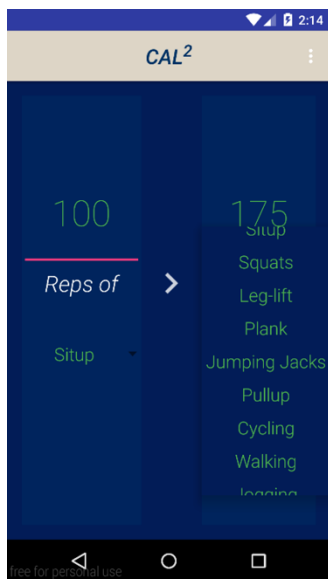 2:14
CAL²
100
175
Reps of
Situp
Situp
Squats
Leg-lift
Plank
Jumping Jacks
Pullup
Cycling
Walking
Jogging
free for personal use